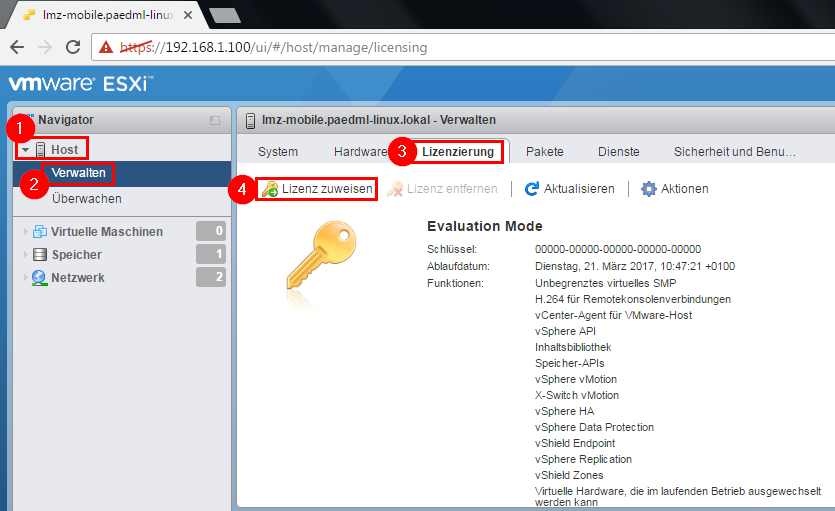 lmz-mobile.paedml-linux
https://192.168.1.100/ui/#/host/manage/licensing
vmware ESXi™
Navigator
lmz-mobile.paedml-linux.lokal - Verwalten
1
Host
System Hardware 3 Lizenzierung Pakete Dienste Sicherheit und Benu...
2 Verwalten
4 Lizenz zuweisen Lizenz entfernen Aktualisieren Aktionen
Überwachen
Virtuelle Maschinen 0
Speicher 1
Netzwerk 2
Evaluation Mode
Schlüssel: 00000-00000-00000-00000-00000
Ablaufdatum: Dienstag, 21. März 2017, 10:47:21 +0100
Funktionen: Unbegrenztes virtuelles SMP
H.264 für Remotekonsolenverbindungen
vCenter-Agent für VMware-Host
vSphere API
Inhaltsbibliothek
Speicher-APIs
vSphere vMotion
X-Switch vMotion
vSphere HA
vSphere Data Protection
vShield Endpoint
vSphere Replication
vShield Zones
Virtuelle Hardware, die im laufenden Betrieb ausgewechselt
werden kann